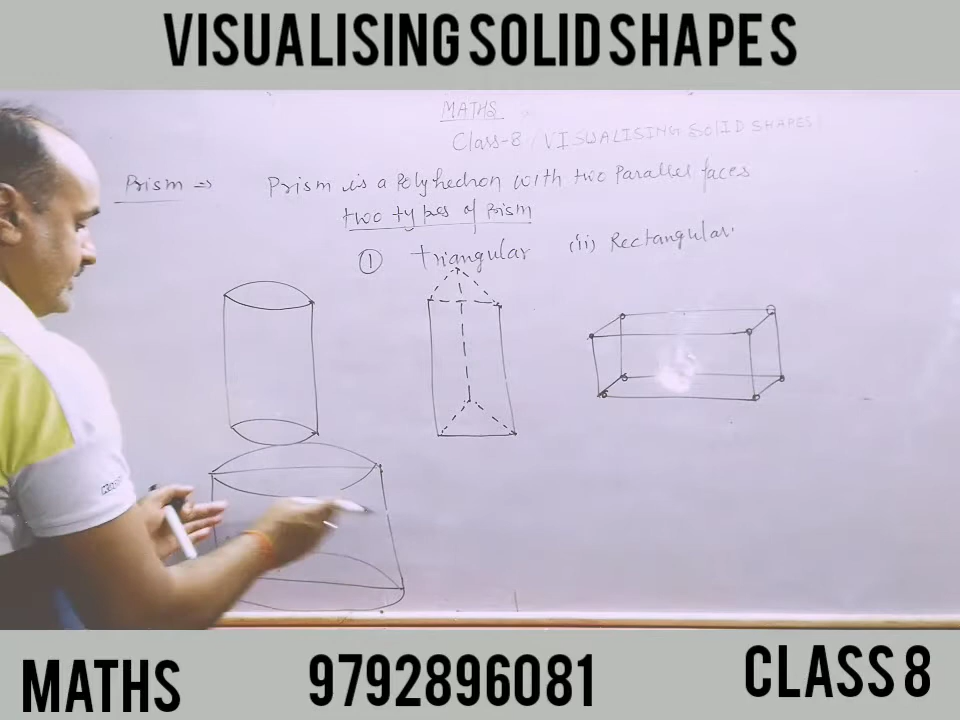 VISUALISING SOLID SHAPES
MATHS
Class-8 VISUALISING SOLID SHAPES
Prism ⇒ Prism is a Polyhedron with two Parallel faces
two types of Prism
① triangular (ii) Rectangular.
MATHS 9792896081 CLASS 8